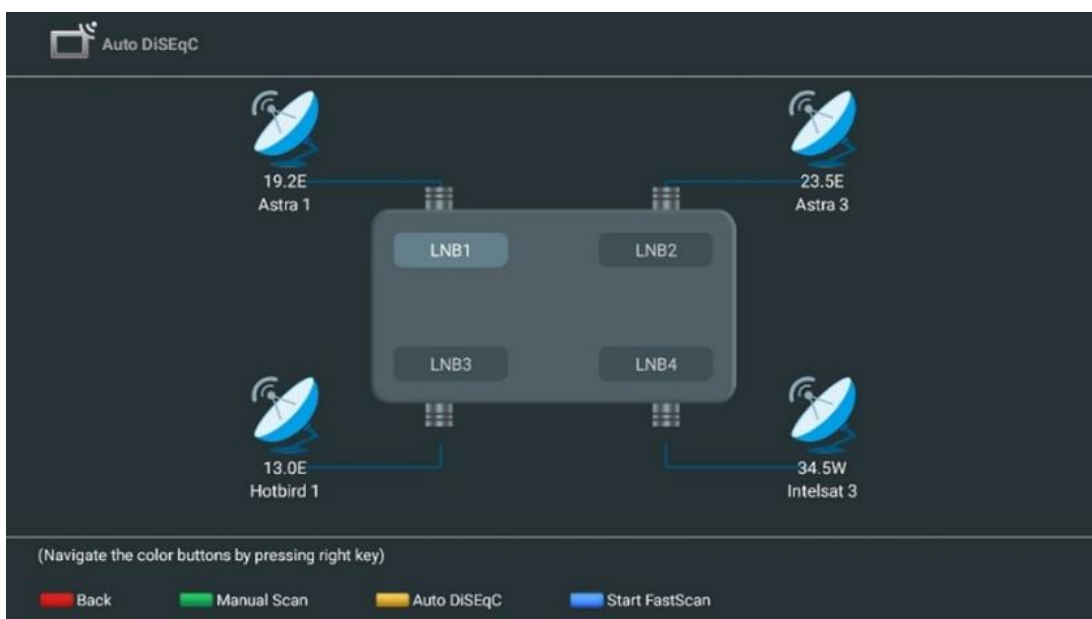 Auto DiSEqC
19.2E
Astra 1
23.5E
Astra 3
LNB1
LNB2
LNB3
LNB4
13.0E
Hotbird 1
34.5W
Intelsat 3
(Navigate the color buttons by pressing right key)
Back
Manual Scan
Auto DiSEqC
Start FastScan